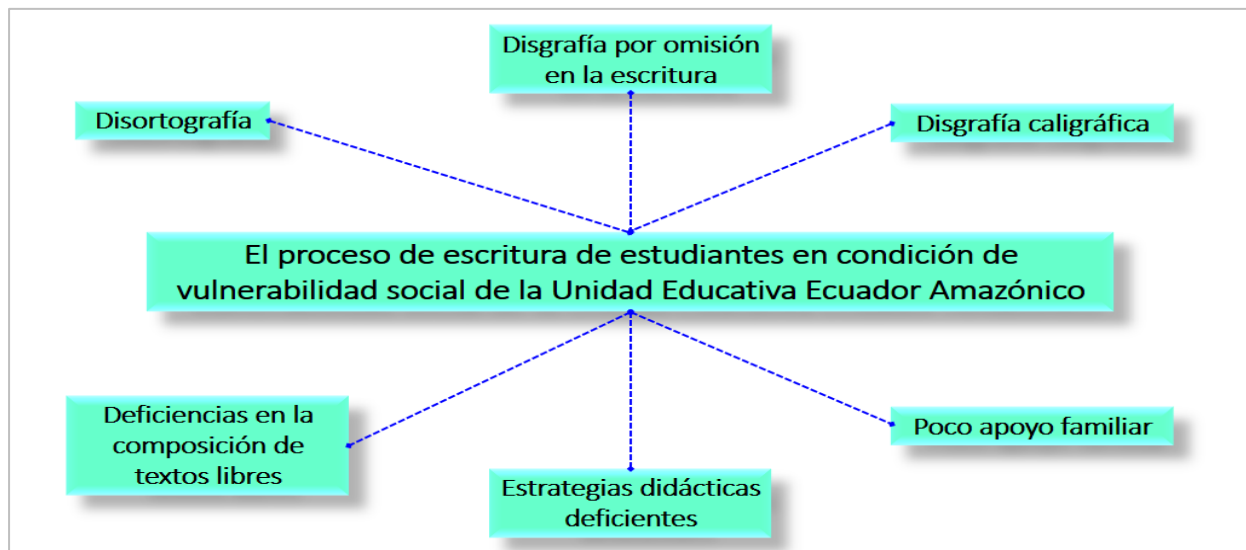 Disgrafía por omisión
en la escritura
Disortografía
Disgrafía caligráfica
El proceso de escritura de estudiantes en condición de
vulnerabilidad social de la Unidad Educativa Ecuador Amazónico
Deficiencias en la
composición de
textos libres
Poco apoyo familiar
Estrategias didácticas
deficientes